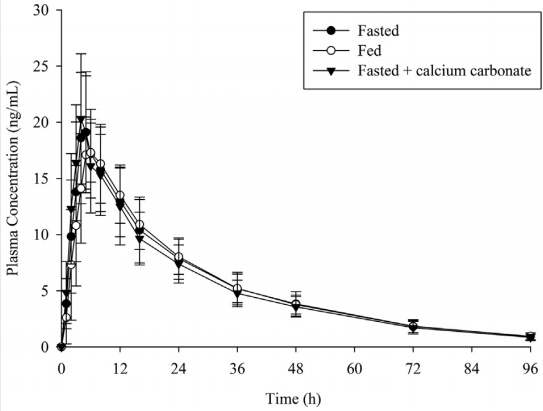 30
25
20
15
10
5
0
Plasma Concentration (ng/mL)
Fasted
Fed
Fasted + calcium carbonate
0 12 24 36 48 60 72 84 96
Time (h)